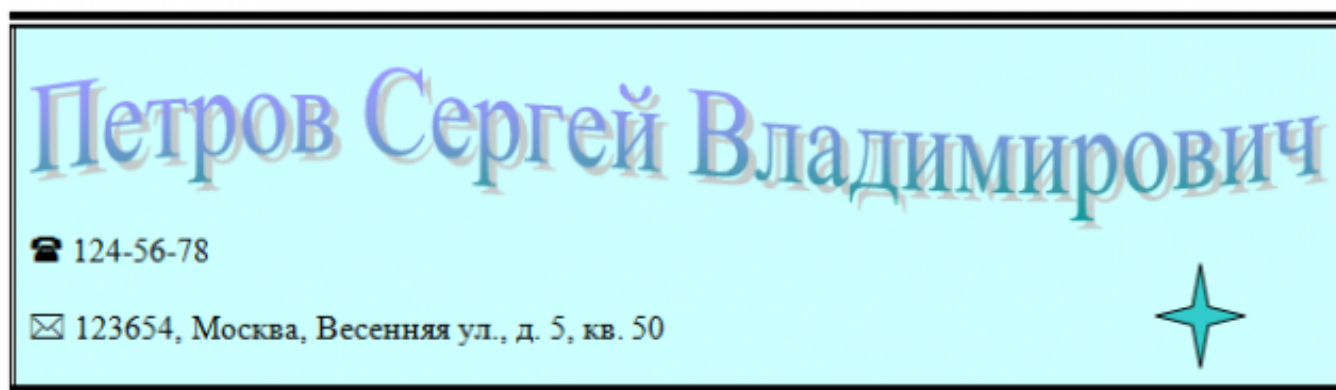 Петров Сергей Владимирович
☎ 124-56-78
✉ 123654, Москва, Весенняя ул., д. 5, кв. 50